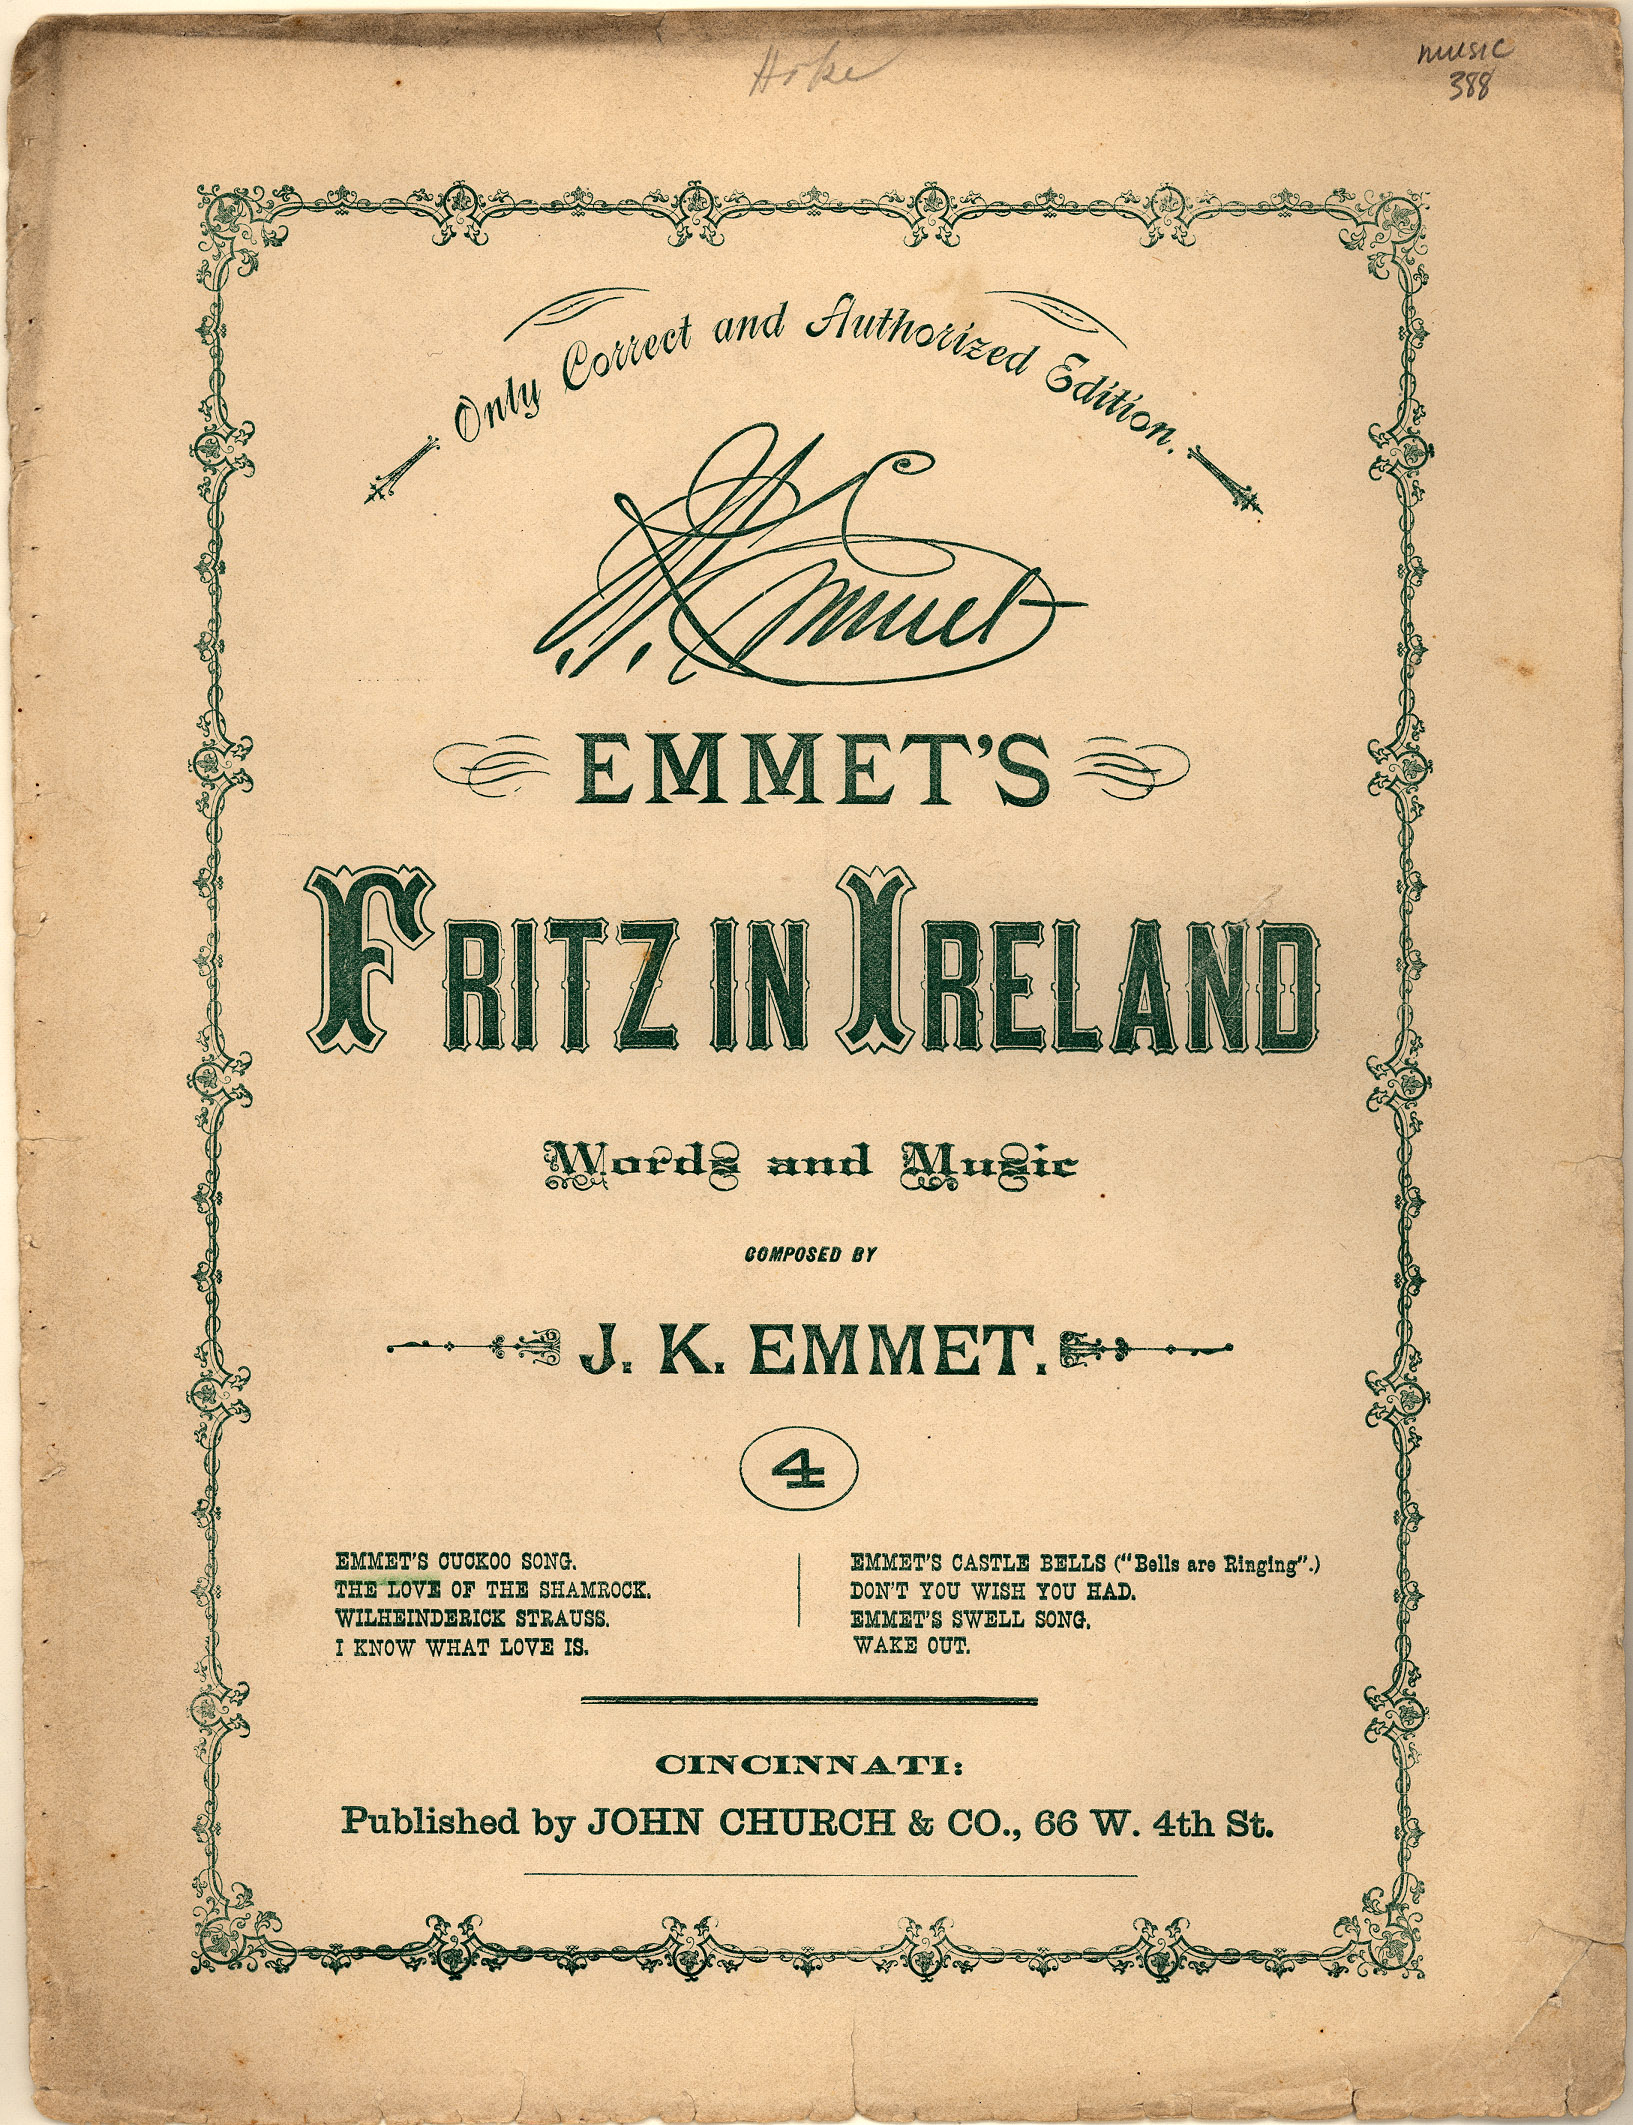 music
388
Only Correct and Authorized Edition.
J. K. Emmet
EMMET'S
FRITZ IN IRELAND
Words and Music
COMPOSED BY
J. K. EMMET.
4
EMMET'S CUCKOO SONG.
THE LOVE OF THE SHAMROCK.
WILHEINDERICK STRAUSS.
I KNOW WHAT LOVE IS.
EMMET'S CASTLE BELLS ("Bells are Ringing".)
DON'T YOU WISH YOU HAD.
EMMET'S SWELL SONG.
WAKE OUT.
CINCINNATI:
Published by JOHN CHURCH & CO., 66 W. 4th St.